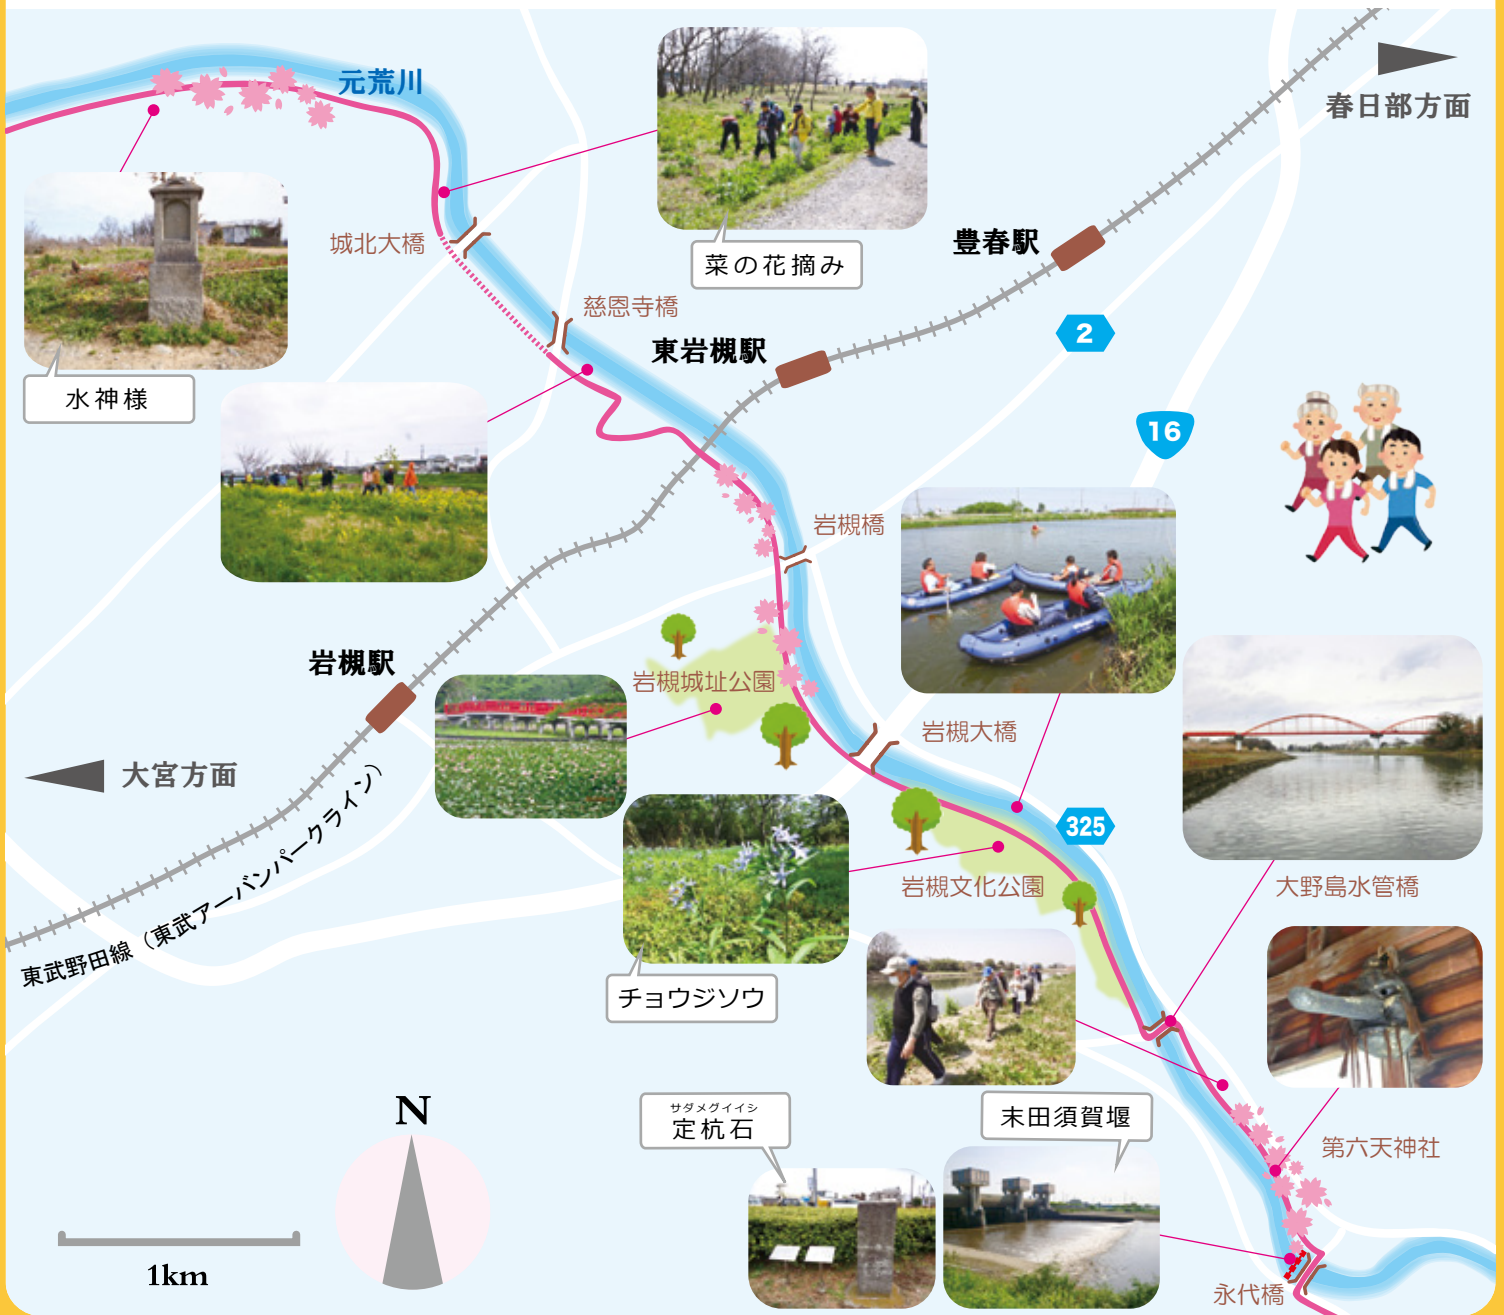 元荒川
春日部方面
城北大橋
菜の花摘み
豊春駅
慈恩寺橋
2
東岩槻駅
水神様
16
岩槻橋
岩槻駅
岩槻城址公園
岩槻大橋
大宮方面
325
東武野田線（東武アーバンパークライン）
岩槻文化公園
大野島水管橋
チョウジソウ
N
サダメグイイシ
定杭石
末田須賀堰
第六天神社
1km
永代橋